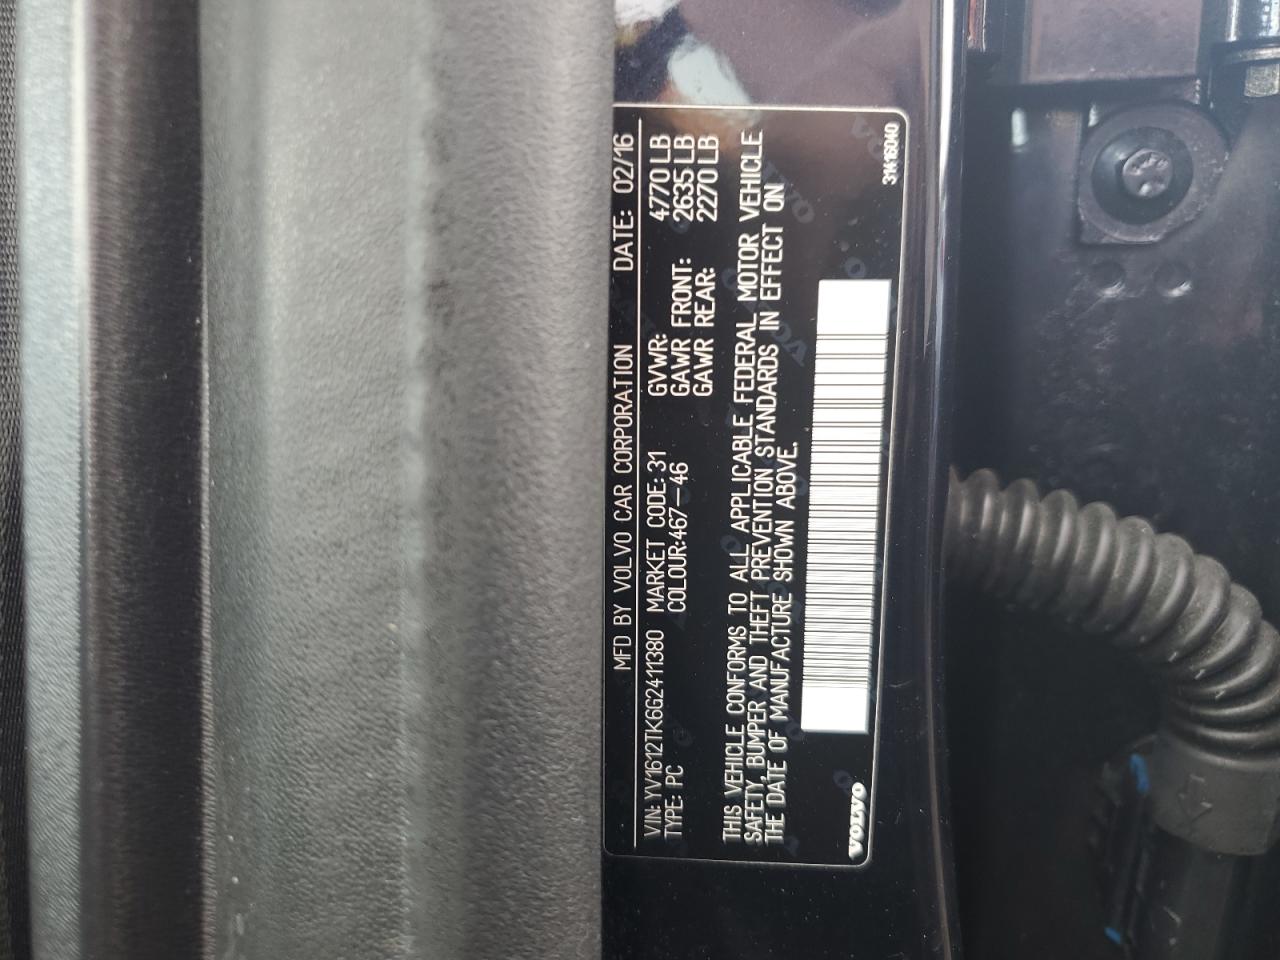 MFD BY VOLVO CAR CORPORATION DATE: 02/16
VIN: YV1612TK6G2411380 MARKET CODE: 31 GVWR: 4770 LB
TYPE: PC COLOUR: 467-46 GAWR FRONT: 2635 LB
GAWR REAR: 2270 LB
THIS VEHICLE CONFORMS TO ALL APPLICABLE FEDERAL MOTOR VEHICLE
SAFETY, BUMPER AND THEFT PREVENTION STANDARDS IN EFFECT ON
THE DATE OF MANUFACTURE SHOWN ABOVE.
VOLVO
31416040